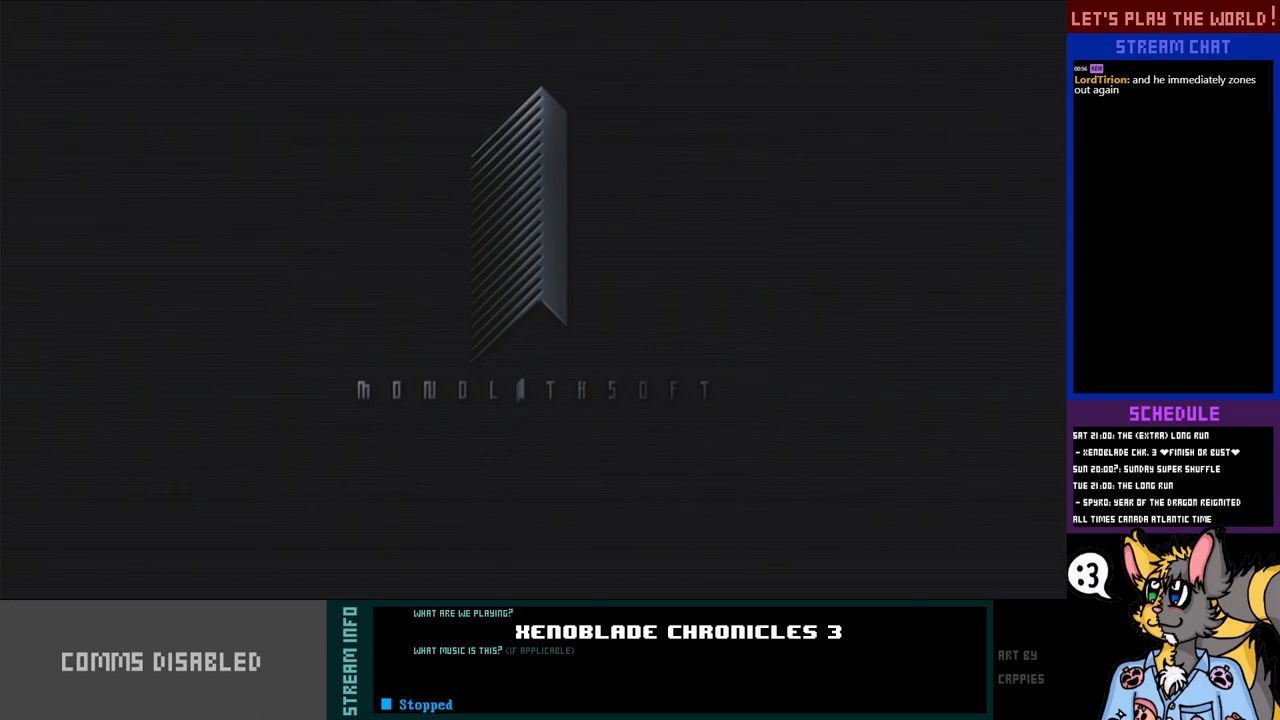 MONOLITHSOFT
LET'S PLAY THE WORLD!
STREAM CHAT
00:56 KEW
LordTirion: and he immediately zones
out again
SCHEDULE
SAT 21:00: THE (EXTRA) LONG RUN
- XENOBLADE CHR. 3 ❤FINISH OR BUST❤
SUN 20:00?: SUNDAY SUPER SHUFFLE
TUE 21:00: THE LONG RUN
- SPYRO: YEAR OF THE DRAGON REIGNITED
ALL TIMES CANADA ATLANTIC TIME
:3
COMMS DISABLED
STREAM INFO
WHAT ARE WE PLAYING?
XENOBLADE CHRONICLES 3
WHAT MUSIC IS THIS? (IF APPLICABLE)
Stopped
ART BY
CAPPIES